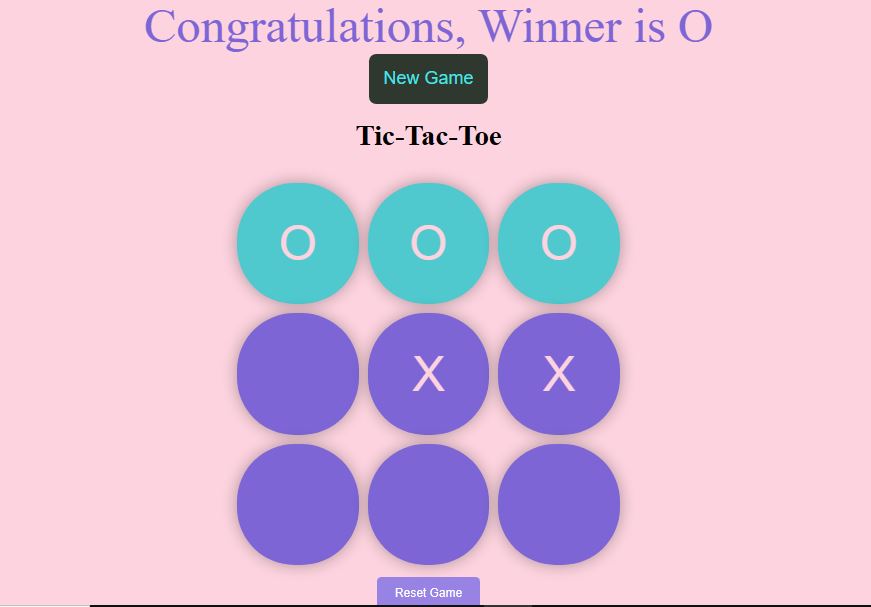 Congratulations, Winner is O
New Game
Tic-Tac-Toe
O O O
X X
Reset Game